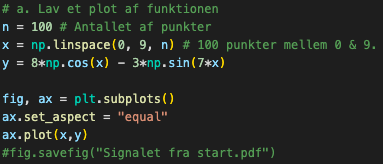 # a. Lav et plot af funktionen
n = 100 # Antallet af punkter
x = np.linspace(0, 9, n) # 100 punkter mellem 0 & 9.
y = 8*np.cos(x) - 3*np.sin(7*x)
fig, ax = plt.subplots()
ax.set_aspect = "equal"
ax.plot(x,y)
#fig.savefig("Signalet fra start.pdf")